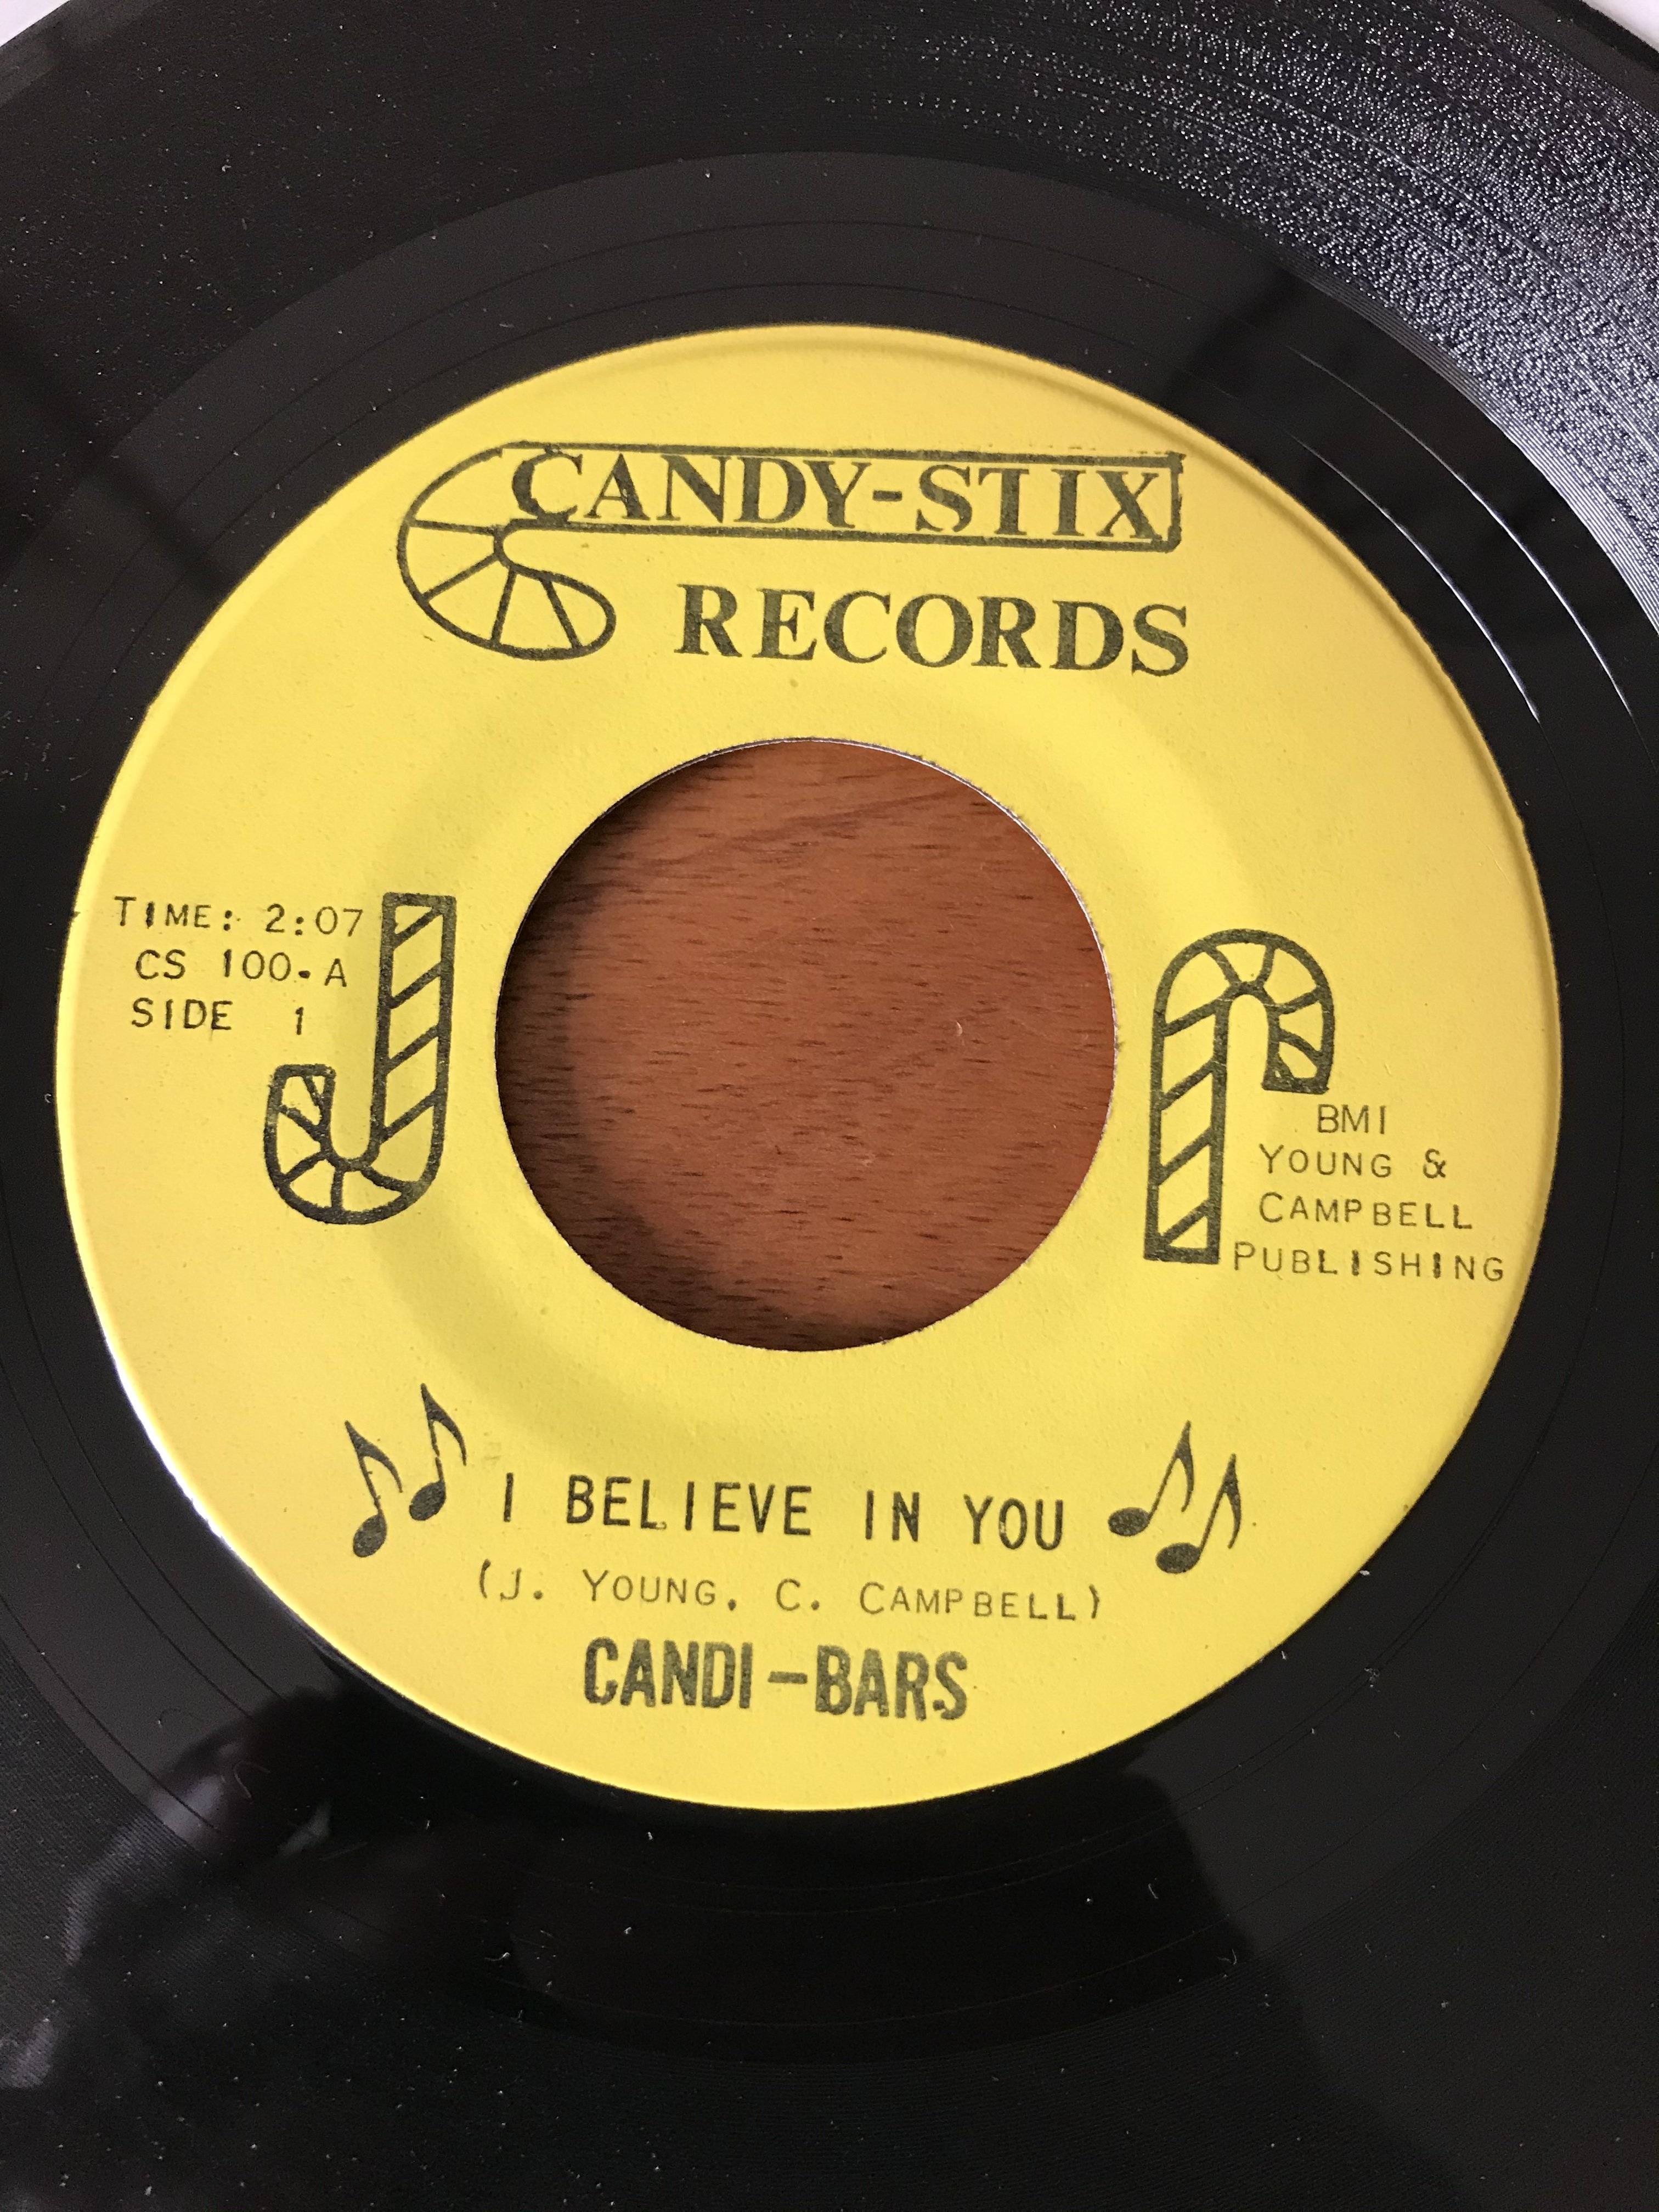 CANDY-STIX
RECORDS
TIME: 2:07
CS 100-A
SIDE 1
BMI
YOUNG &
CAMPBELL
PUBLISHING
I BELIEVE IN YOU
(J. YOUNG, C. CAMPBELL)
CANDI-BARS